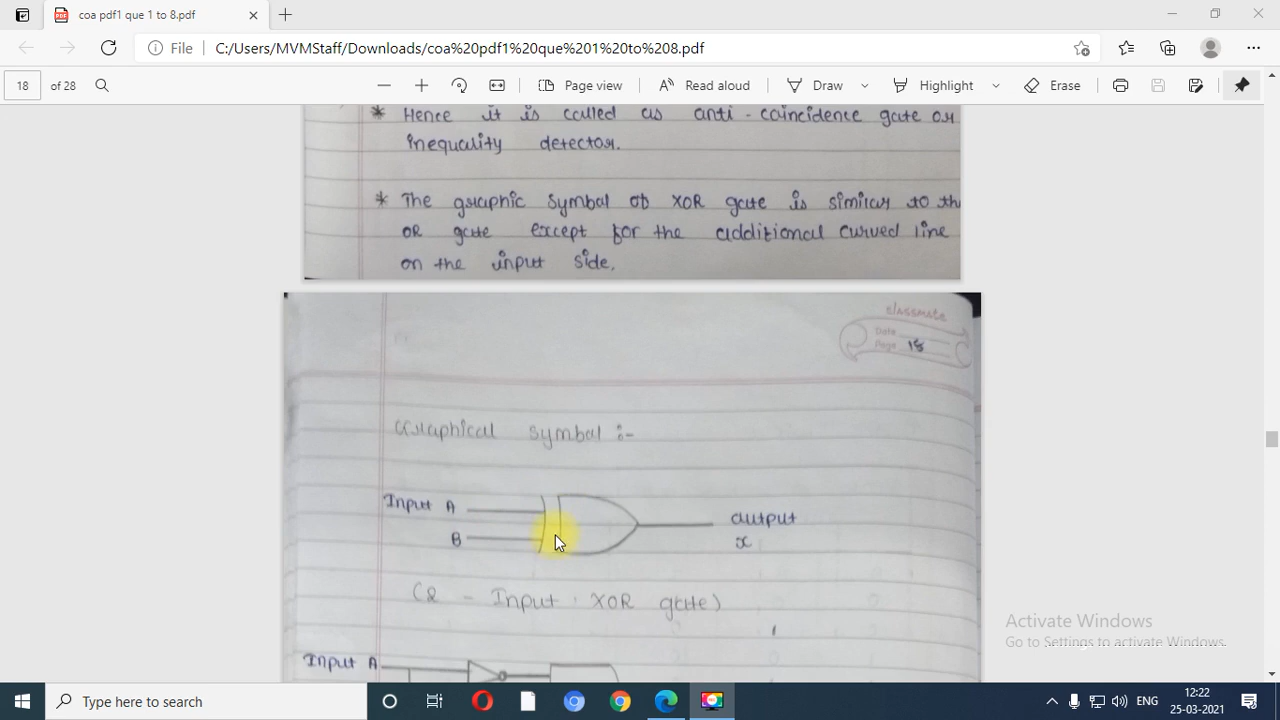 coa pdf1 que 1 to 8.pdf
File
C:/Users/MVMStaff/Downloads/coa%20pdf1%20que%201%20to%208.pdf
18 of 28
Page view
Read aloud
Draw
Highlight
Erase
* Hence it is called as anti - coincidence gate or
inequality detector.
* The graphic symbol of XOR gate is similar to th
OR gate except for the additional curved line
on the input side.
classmate
Date
Page 18
Graphical symbol :-
Input A
B
output
x
(2 - Input XOR gate)
Input A
Activate Windows
Go to Settings to activate Windows.
Type here to search
ENG
12:22
25-03-2021